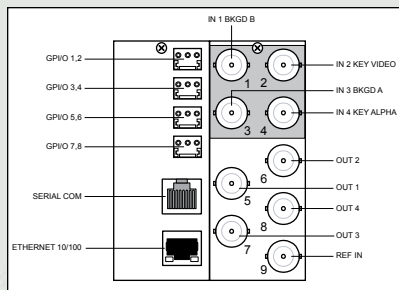 IN 1 BKGD B
GPI/O 1,2
1
2
IN 2 KEY VIDEO
GPI/O 3,4
IN 3 BKGD A
3
4
IN 4 KEY ALPHA
GPI/O 5,6
GPI/O 7,8
6
OUT 2
SERIAL COM
5
OUT 1
8
OUT 4
ETHERNET 10/100
7
OUT 3
9
REF IN